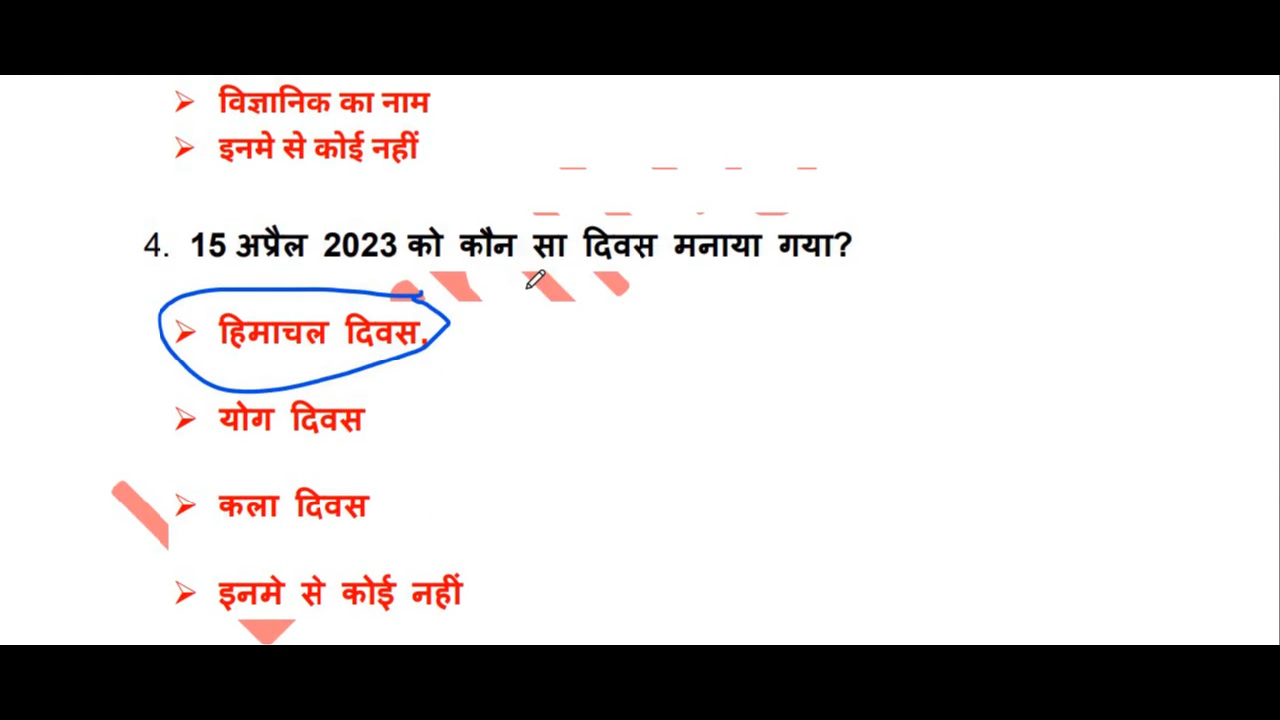 ➢ विज्ञानिक का नाम
➢ इनमे से कोई नहीं
4. 15 अप्रैल 2023 को कौन सा दिवस मनाया गया?
➢ हिमाचल दिवस.
➢ योग दिवस
➢ कला दिवस
➢ इनमे से कोई नहीं